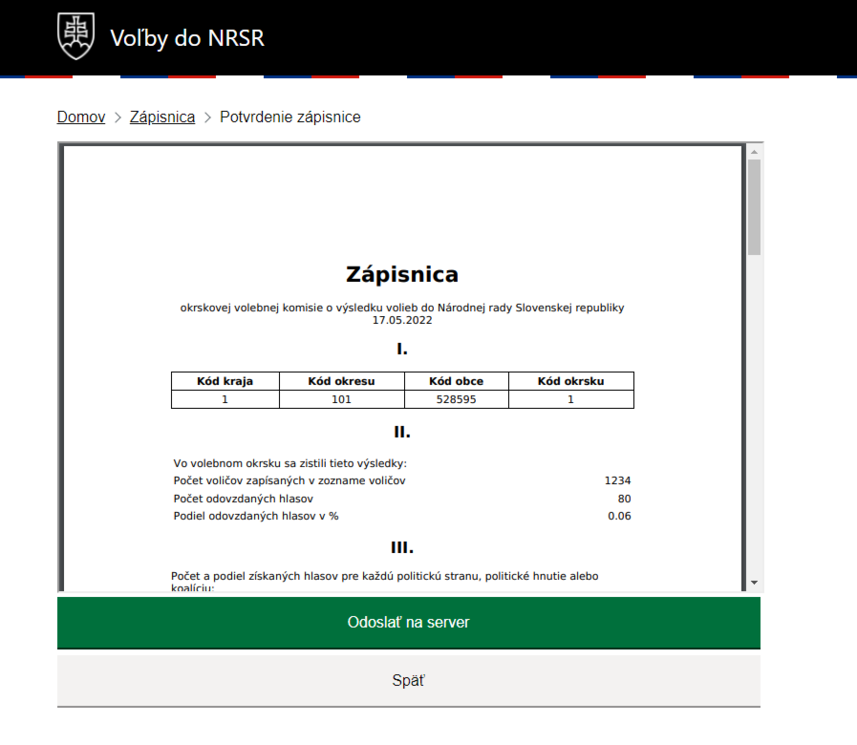 Voľby do NRSR
Domov > Zápisnica > Potvrdenie zápisnice
Zápisnica
okrskovej volebnej komisie o výsledku volieb do Národnej rady Slovenskej republiky
17.05.2022
I.
Kód kraja Kód okresu Kód obce Kód okrsku
1 101 528595 1
II.
Vo volebnom okrsku sa zistili tieto výsledky:
Počet voličov zapísaných v zozname voličov 1234
Počet odovzdaných hlasov 80
Podiel odovzdaných hlasov v % 0.06
III.
Počet a podiel získaných hlasov pre každú politickú stranu, politické hnutie alebo
koalíciu:
Odoslať na server
Späť